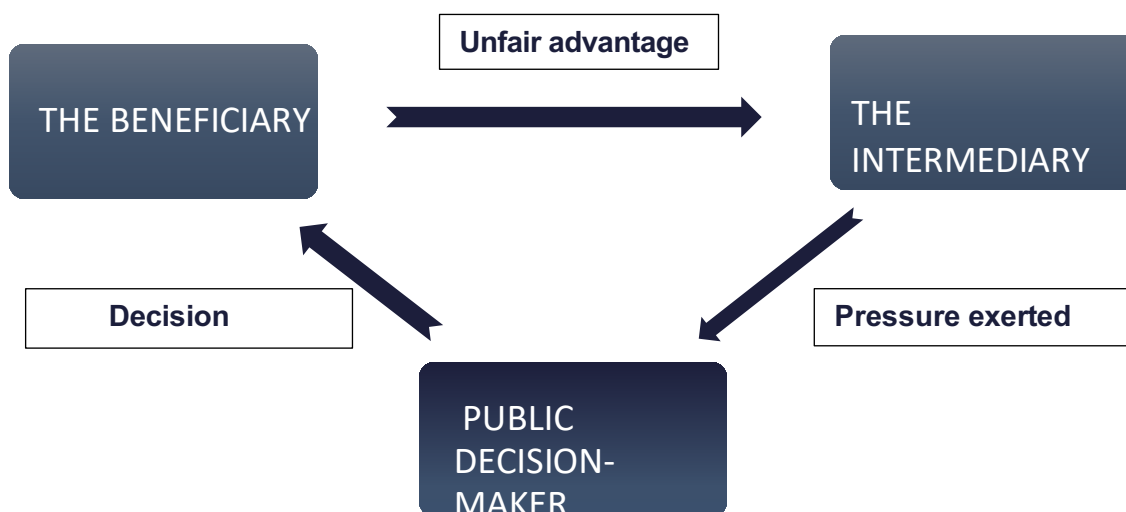 Unfair advantage
THE BENEFICIARY
THE
INTERMEDIARY
Decision
Pressure exerted
PUBLIC
DECISION-
MAKER